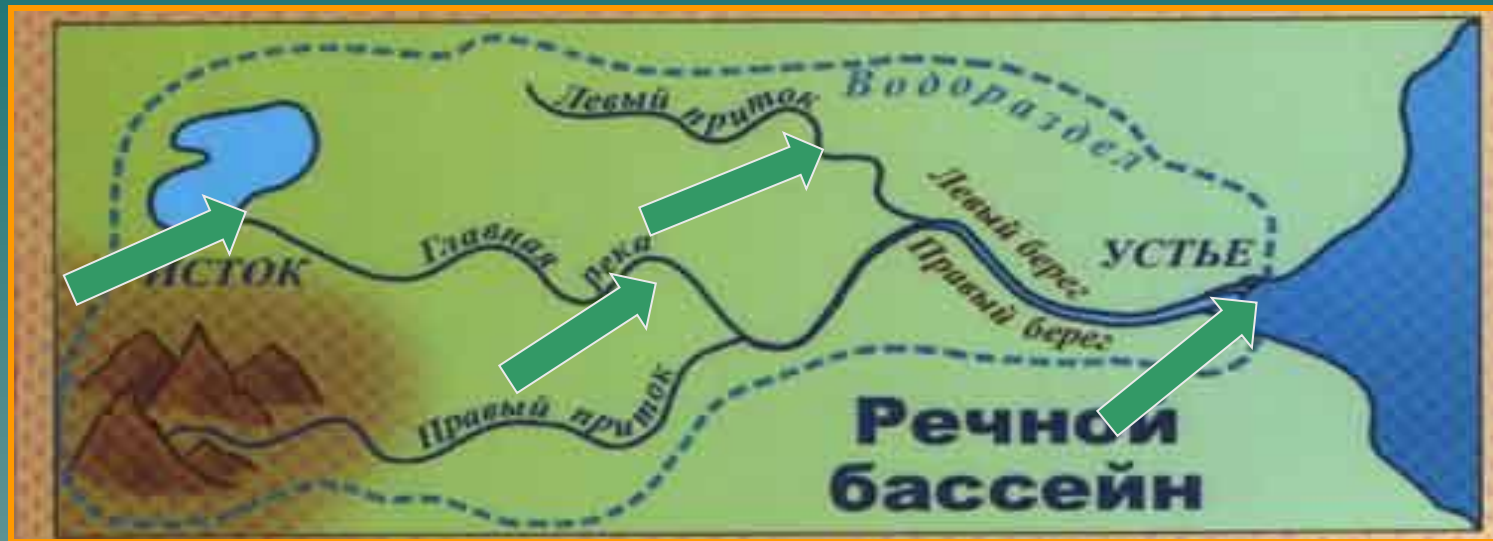 Левый приток
Водораздел
Главная река
ИСТОК
Левый берег
Правый берег
УСТЬЕ
Правый приток
Речной
бассейн